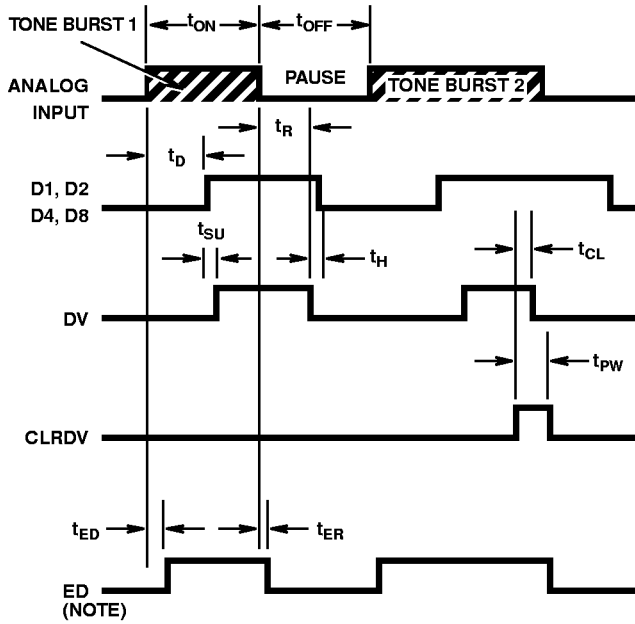 TONE BURST 1
tON
tOFF
ANALOG
INPUT
PAUSE
TONE BURST 2
tR
tD
D1, D2
D4, D8
tSU
tH
tCL
DV
tPW
CLRDV
tED
tER
ED
(NOTE)